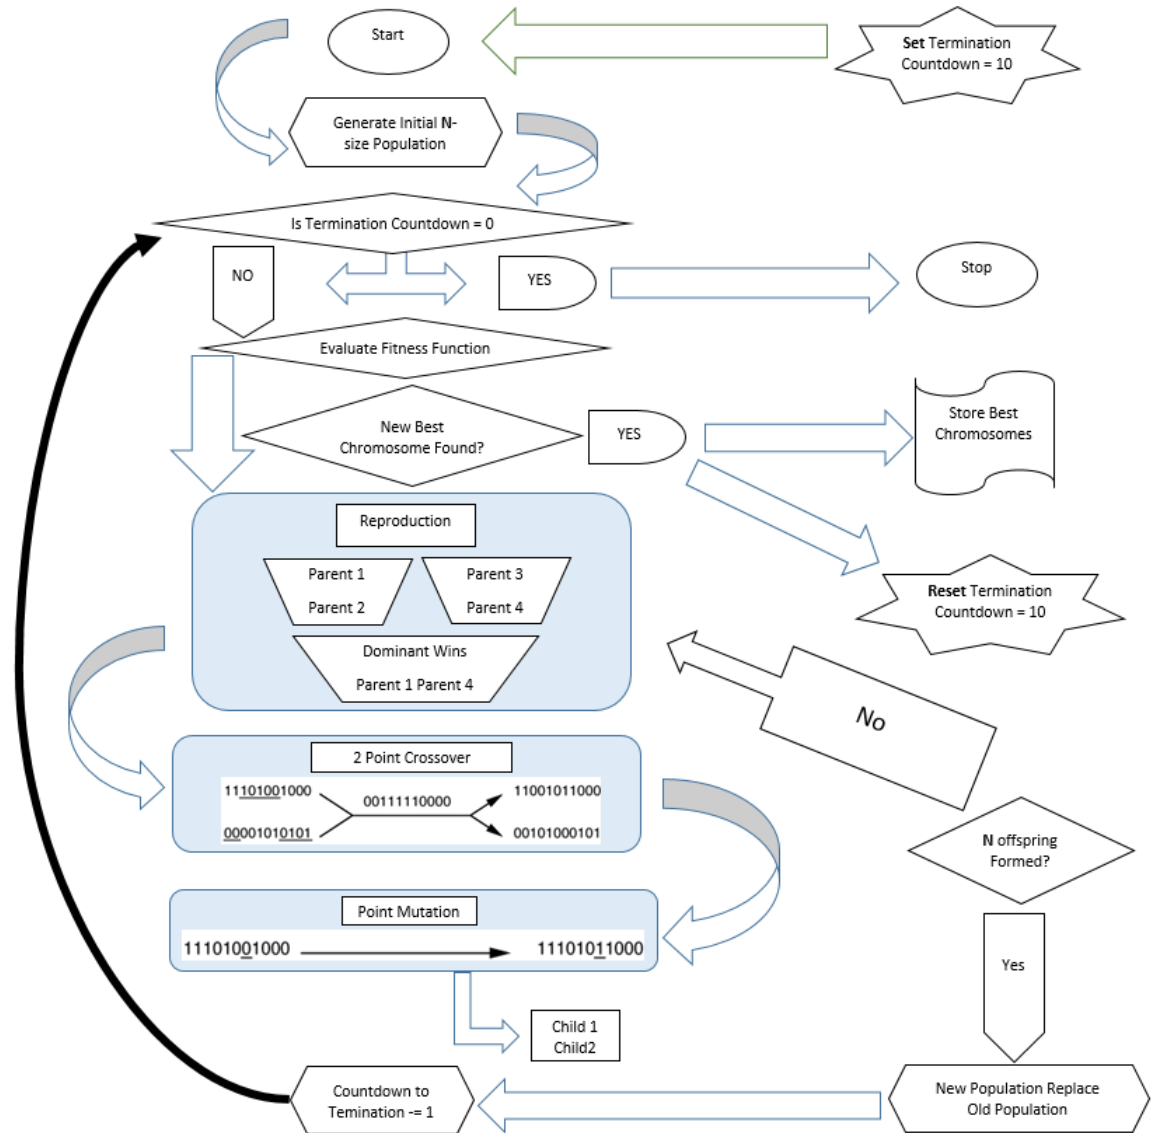 Start
Set Termination
Countdown = 10
Generate Initial N-
size Population
Is Termination Countdown = 0
NO
YES
Stop
Evaluate Fitness Function
New Best
Chromosome Found?
YES
Store Best
Chromosomes
Reset Termination
Countdown = 10
Reproduction
Parent 1
Parent 2
Parent 3
Parent 4
Dominant Wins
Parent 1 Parent 4
No
2 Point Crossover
11101001000
00001010101
00111110000
11001011000
00101000101
N offspring
Formed?
Point Mutation
11101001000
11101011000
Yes
Child 1
Child2
Countdown to
Temination -= 1
New Population Replace
Old Population